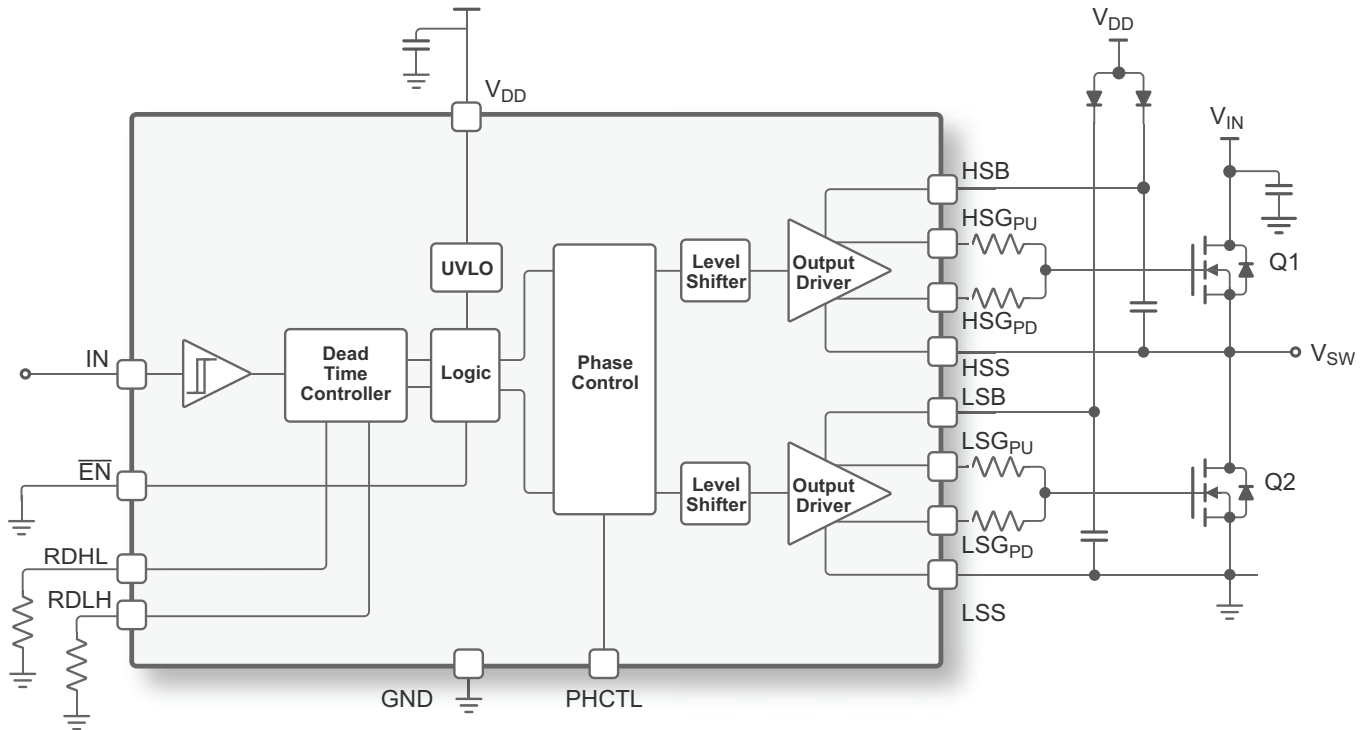 V_DD
V_DD
V_IN
HSB
HSG_PU
UVLO
Level
Shifter
Output
Driver
Q1
HSG_PD
IN
Dead
Time
Controller
Logic
Phase
Control
HSS
V_SW
LSB
LSG_PU
EN
Level
Shifter
Output
Driver
Q2
LSG_PD
RDHL
RDLH
LSS
GND
PHCTL